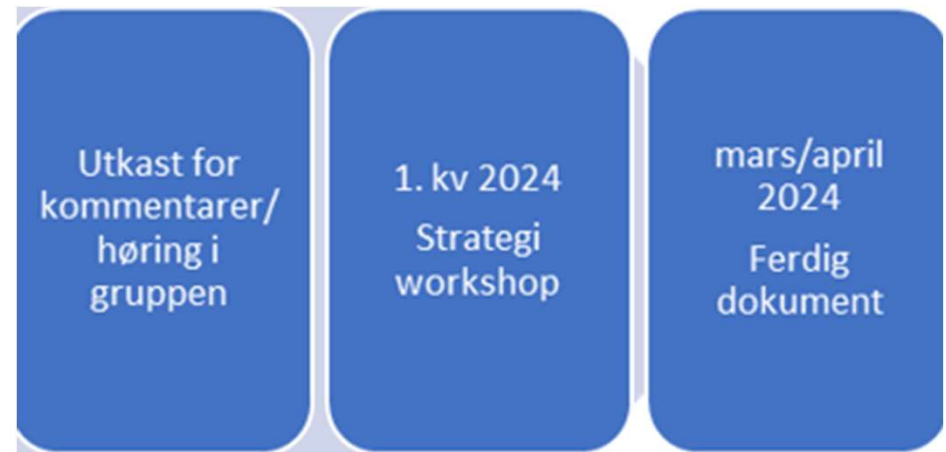 Utkast for
kommentarer/
høring i
gruppen
1. kv 2024
Strategi
workshop
mars/april
2024
Ferdig
dokument